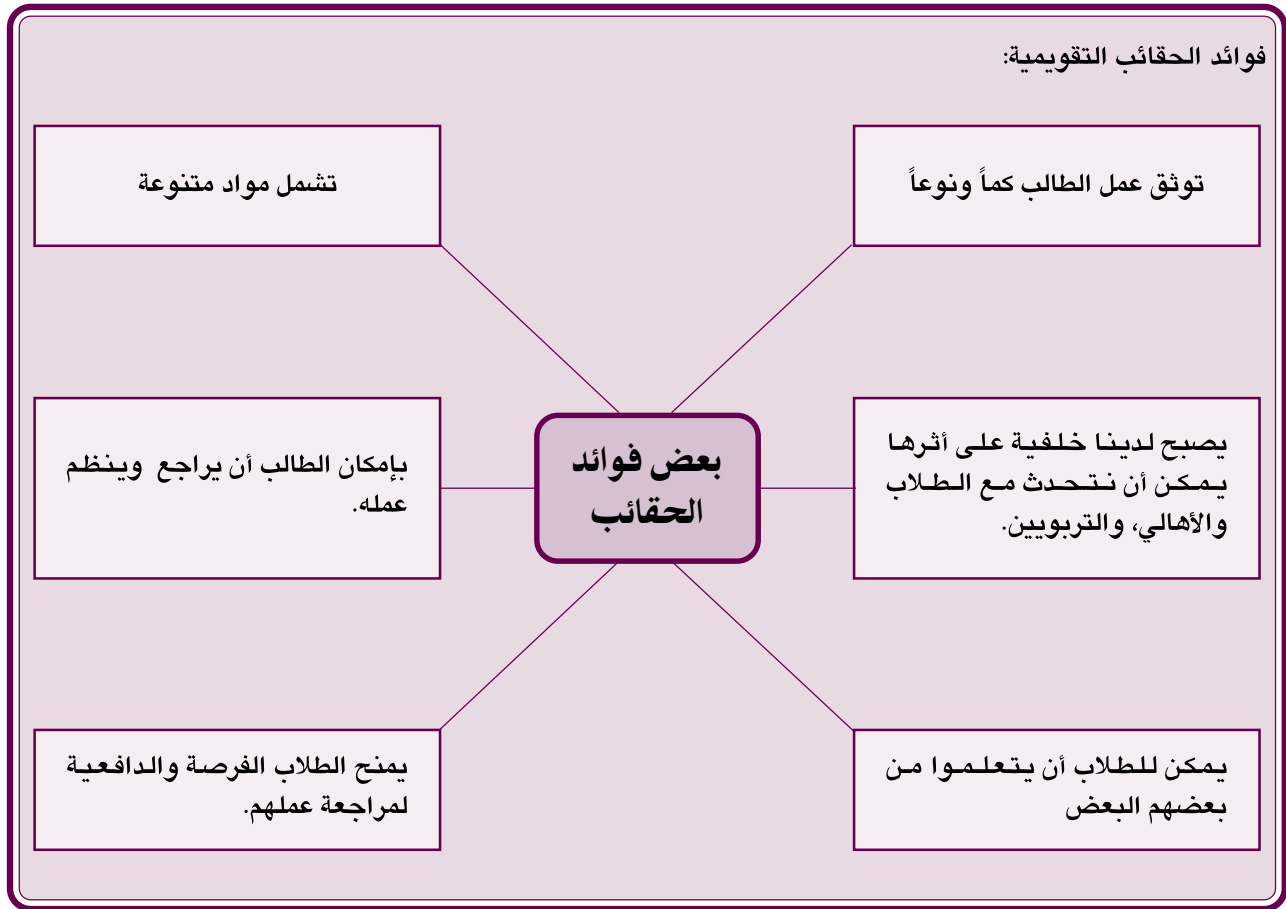 فوائد الحقائب التقويمية:
توثق عمل الطالب كماً ونوعاً
تشمل مواد متنوعة
يصبح لدينا خلفية على أثرها
يمكن أن نتحدث مع الطلاب
والأهالي، والتربويين.
بعض فوائد
الحقائب
بإمكان الطالب أن يراجع وينظم
عمله.
يمكن للطلاب أن يتعلموا من
بعضهم البعض
يمنح الطلاب الفرصة والدافعية
لمراجعة عملهم.